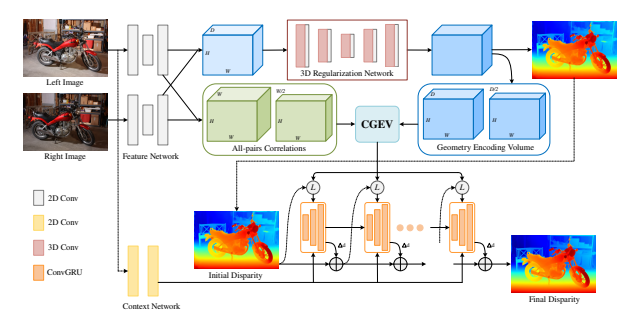 Left Image
Right Image
Feature Network
D
H
W
3D Regularization Network
W
W/2
H
H
W
W
All-pairs Correlations
CGEV
D
D/2
H
H
W
W
Geometry Encoding Volume
L
L
L
2D Conv
2D Conv
3D Conv
ConvGRU
Context Network
Initial Disparity
Δd
Δd
Δd
Final Disparity